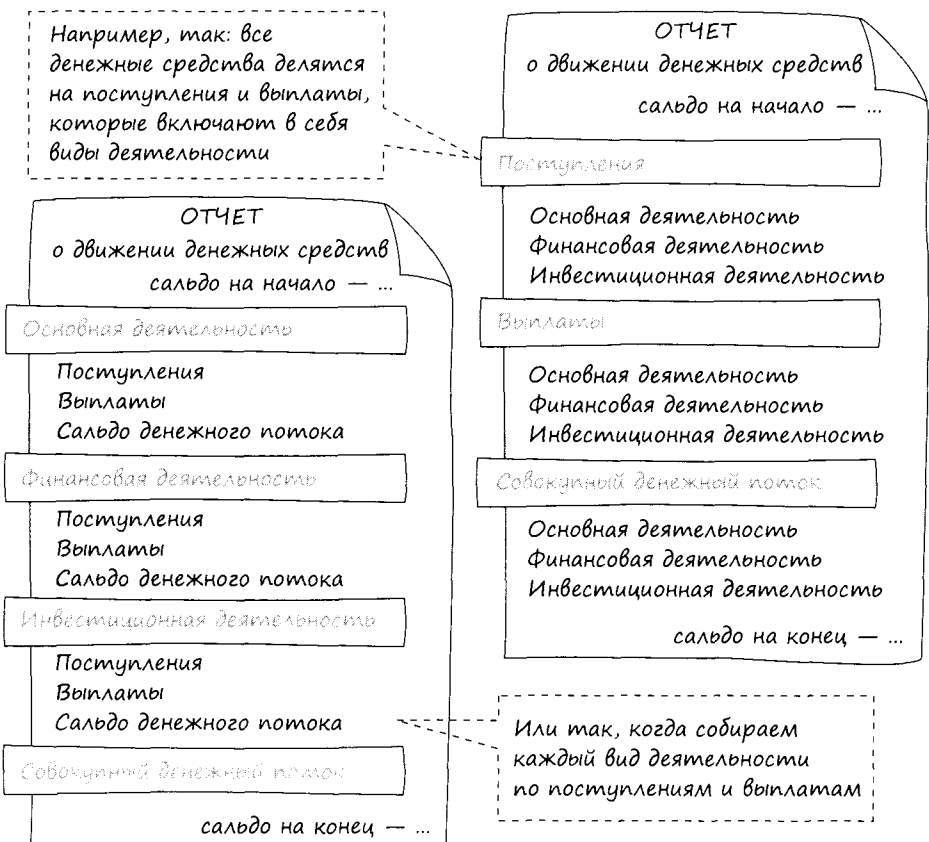 Например, так: все
денежные средства делятся
на поступления и выплаты,
которые включают в себя
виды деятельности
ОТЧЕТ
о движении денежных средств
сальдо на начало — ...
Поступления
Основная деятельность
Финансовая деятельность
Инвестиционная деятельность
Выплаты
Основная деятельность
Финансовая деятельность
Инвестиционная деятельность
Совокупный денежный поток
Основная деятельность
Финансовая деятельность
Инвестиционная деятельность
сальдо на конец — ...
ОТЧЕТ
о движении денежных средств
сальдо на начало — ...
Основная деятельность
Поступления
Выплаты
Сальдо денежного потока
Финансовая деятельность
Поступления
Выплаты
Сальдо денежного потока
Инвестиционная деятельность
Поступления
Выплаты
Сальдо денежного потока
Совокупный денежный поток
сальдо на конец — ...
Или так, когда собираем
каждый вид деятельности
по поступлениям и выплатам